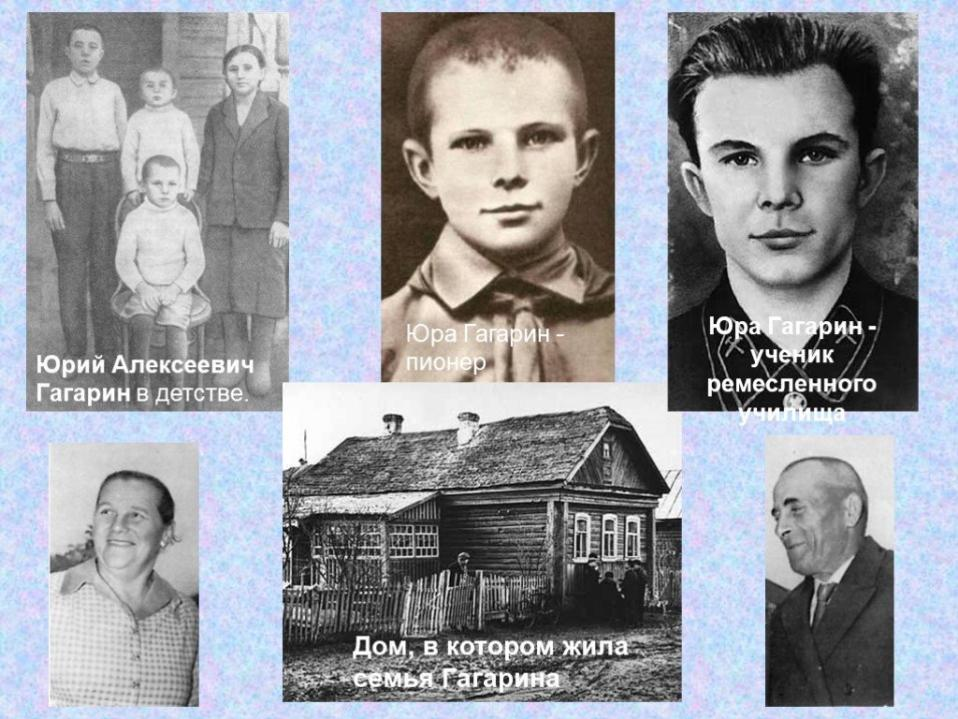 Юрий Алексеевич
Гагарин в детстве.
Юра Гагарин -
пионер
Юра Гагарин -
ученик
ремесленного
училища
Дом, в котором жила
семья Гагарина